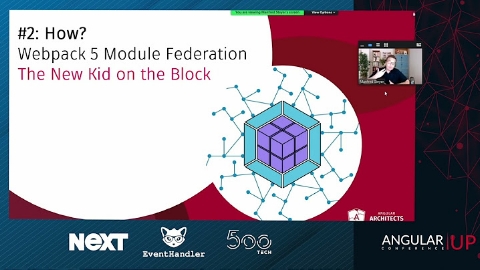 You are viewing Manfred Steyer's screen
View Options
#2: How?
Webpack 5 Module Federation
The New Kid on the Block
Manfred Steyer
ANGULAR
ARCHITECTS
NEXT
EventHandler
500
TECH
ANGULAR
CONFERENCE
UP